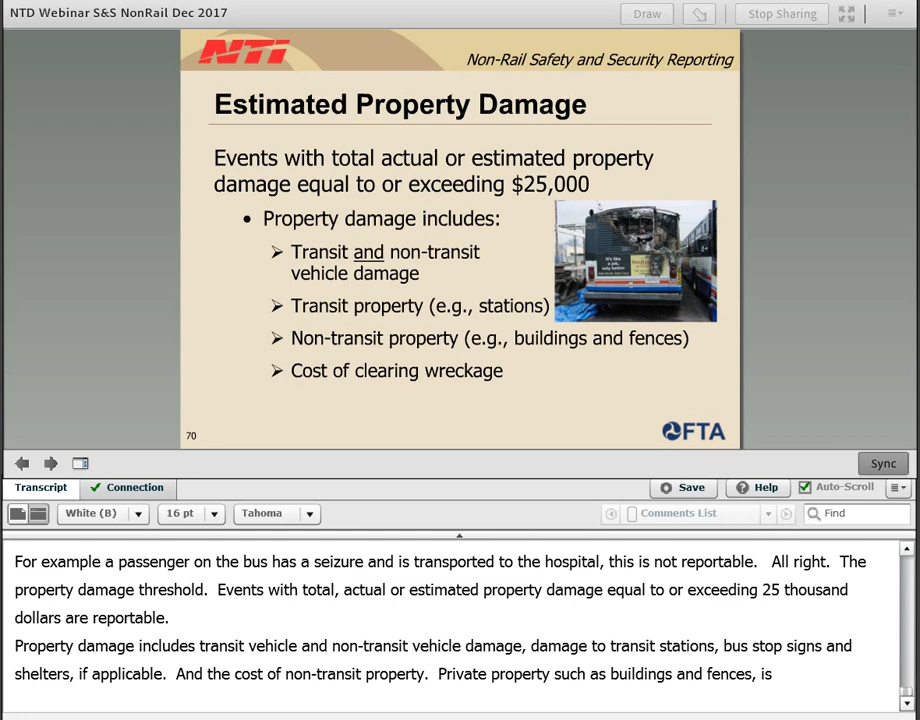 NTD Webinar S&S NonRail Dec 2017
Draw
Stop Sharing
NTI
Non-Rail Safety and Security Reporting
Estimated Property Damage
Events with total actual or estimated property
damage equal to or exceeding $25,000
• Property damage includes:
➢ Transit and non-transit
vehicle damage
➢ Transit property (e.g., stations)
➢ Non-transit property (e.g., buildings and fences)
➢ Cost of clearing wreckage
70
FTA
Sync
Transcript
Connection
Save
Help
Auto-Scroll
White (B)
16 pt
Tahoma
Comments List
Find
For example a passenger on the bus has a seizure and is transported to the hospital, this is not reportable.   All right.  The
property damage threshold.  Events with total, actual or estimated property damage equal to or exceeding 25 thousand
dollars are reportable.
Property damage includes transit vehicle and non-transit vehicle damage, damage to transit stations, bus stop signs and
shelters, if applicable.  And the cost of non-transit property.  Private property such as buildings and fences, is